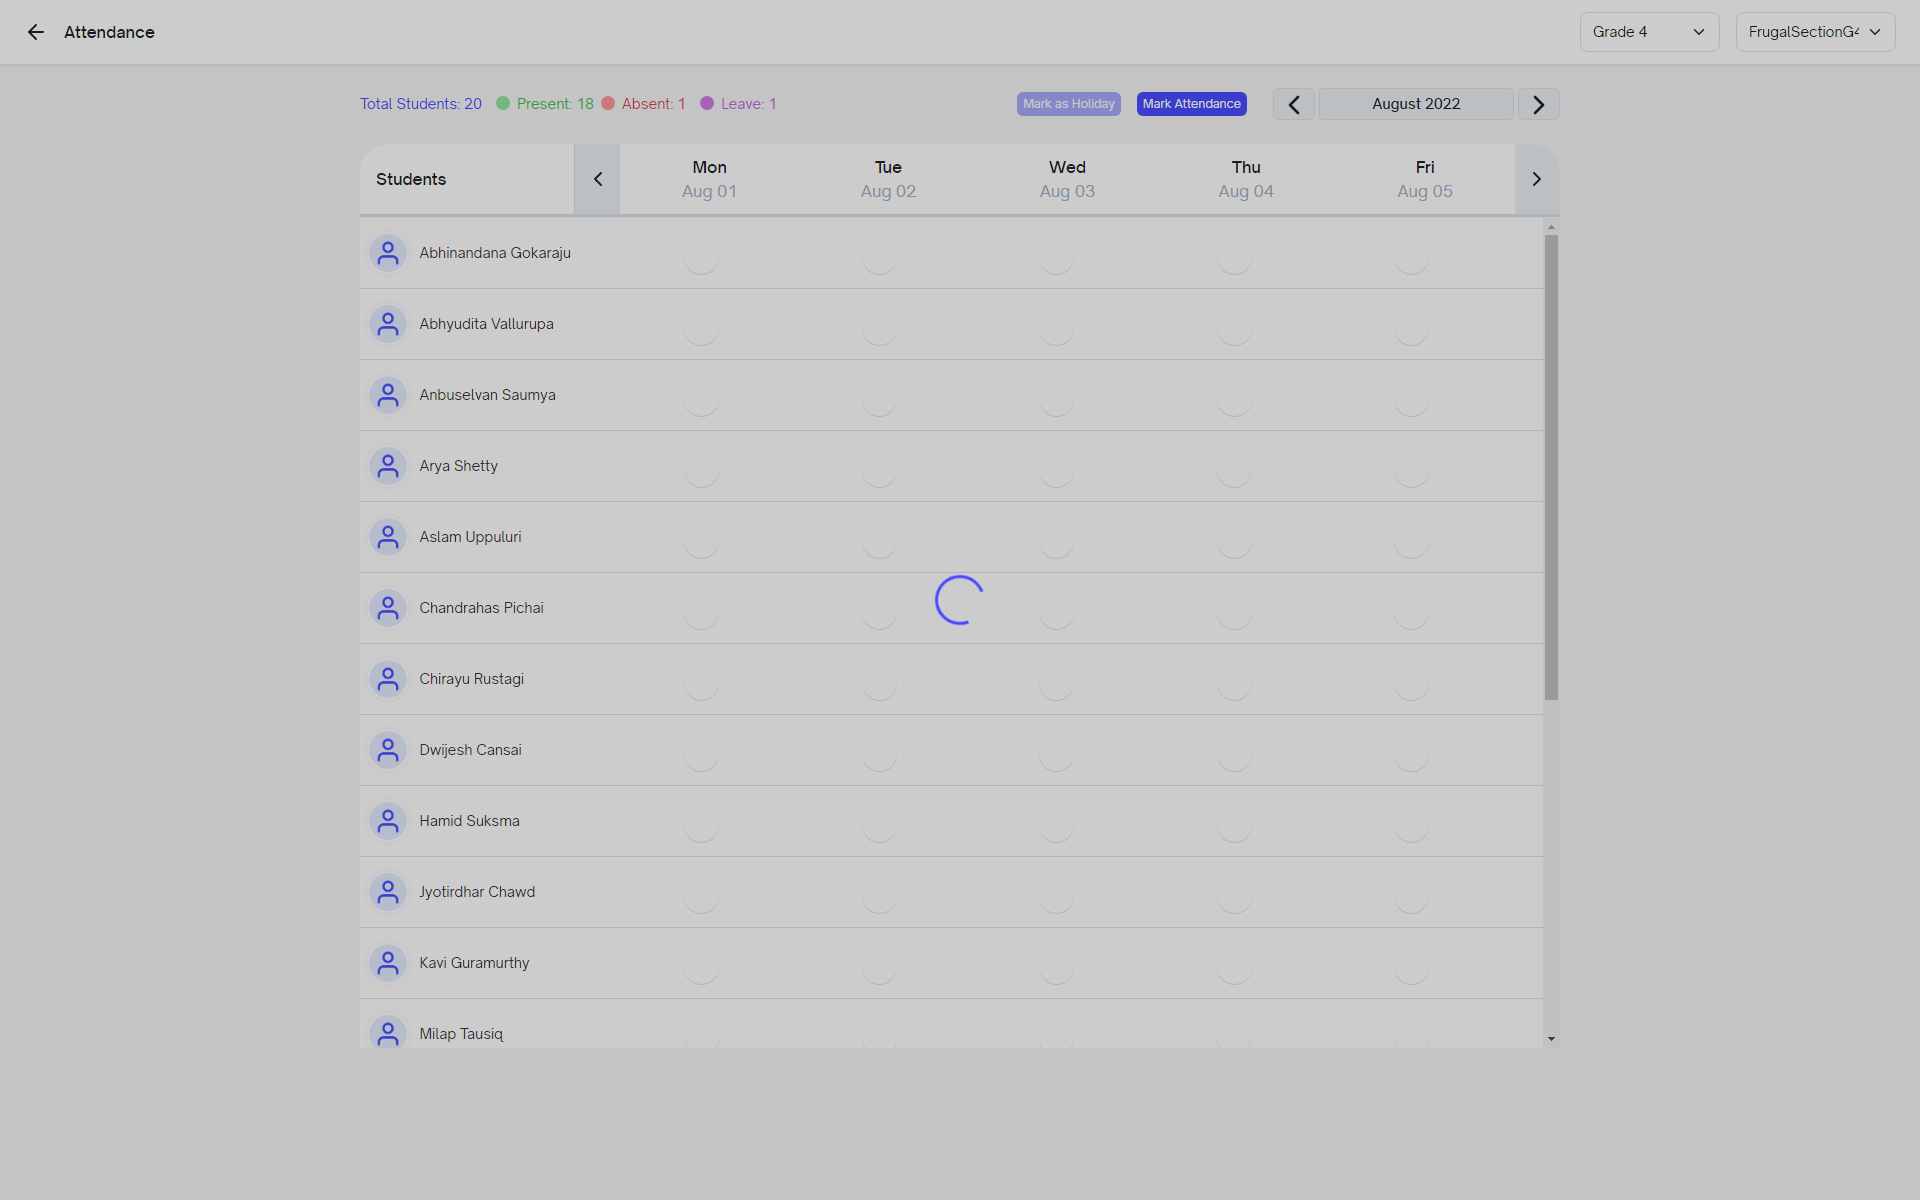 Attendance
Grade 4
FrugalSectionG4
Total Students: 20 Present: 18 Absent: 1 Leave: 1
Mark as Holiday
Mark Attendance
August 2022
Students
Mon Tue Wed Thu Fri
Aug 01 Aug 02 Aug 03 Aug 04 Aug 05
Abhinandana Gokaraju
Abhyudita Vallurupa
Anbuselvan Saumya
Arya Shetty
Aslam Uppuluri
Chandrahas Pichai
Chirayu Rustagi
Dwijesh Cansai
Hamid Suksma
Jyotirdhar Chawd
Kavi Guramurthy
Milap Tausiq